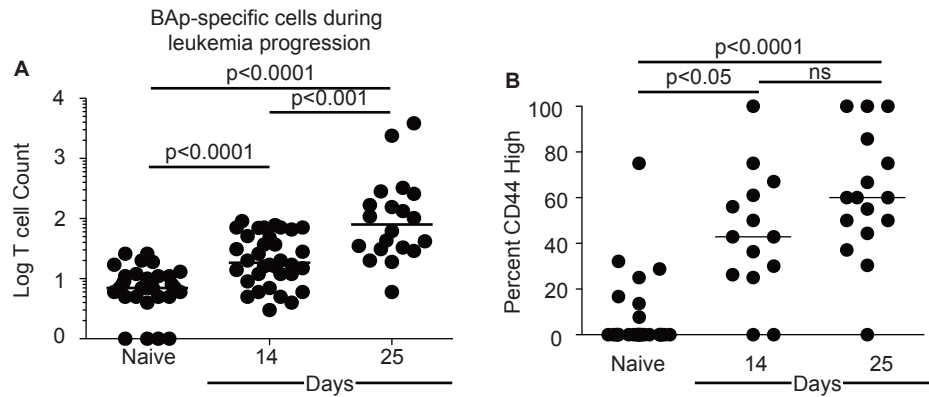 BAp-specific cells during
leukemia progression
A
p<0.0001
p<0.001
p<0.0001
Log T cell Count
4
3
2
1
0
Naive
14
25
Days
B
p<0.0001
p<0.05
ns
Percent CD44 High
100
80
60
40
20
0
Naive
14
25
Days